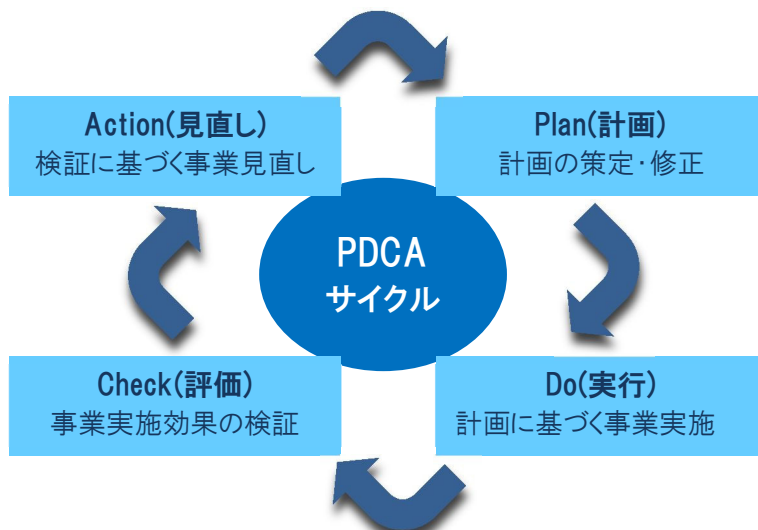 Action(見直し)
検証に基づく事業見直し
Plan(計画)
計画の策定・修正
PDCA
サイクル
Check(評価)
事業実施効果の検証
Do(実行)
計画に基づく事業実施